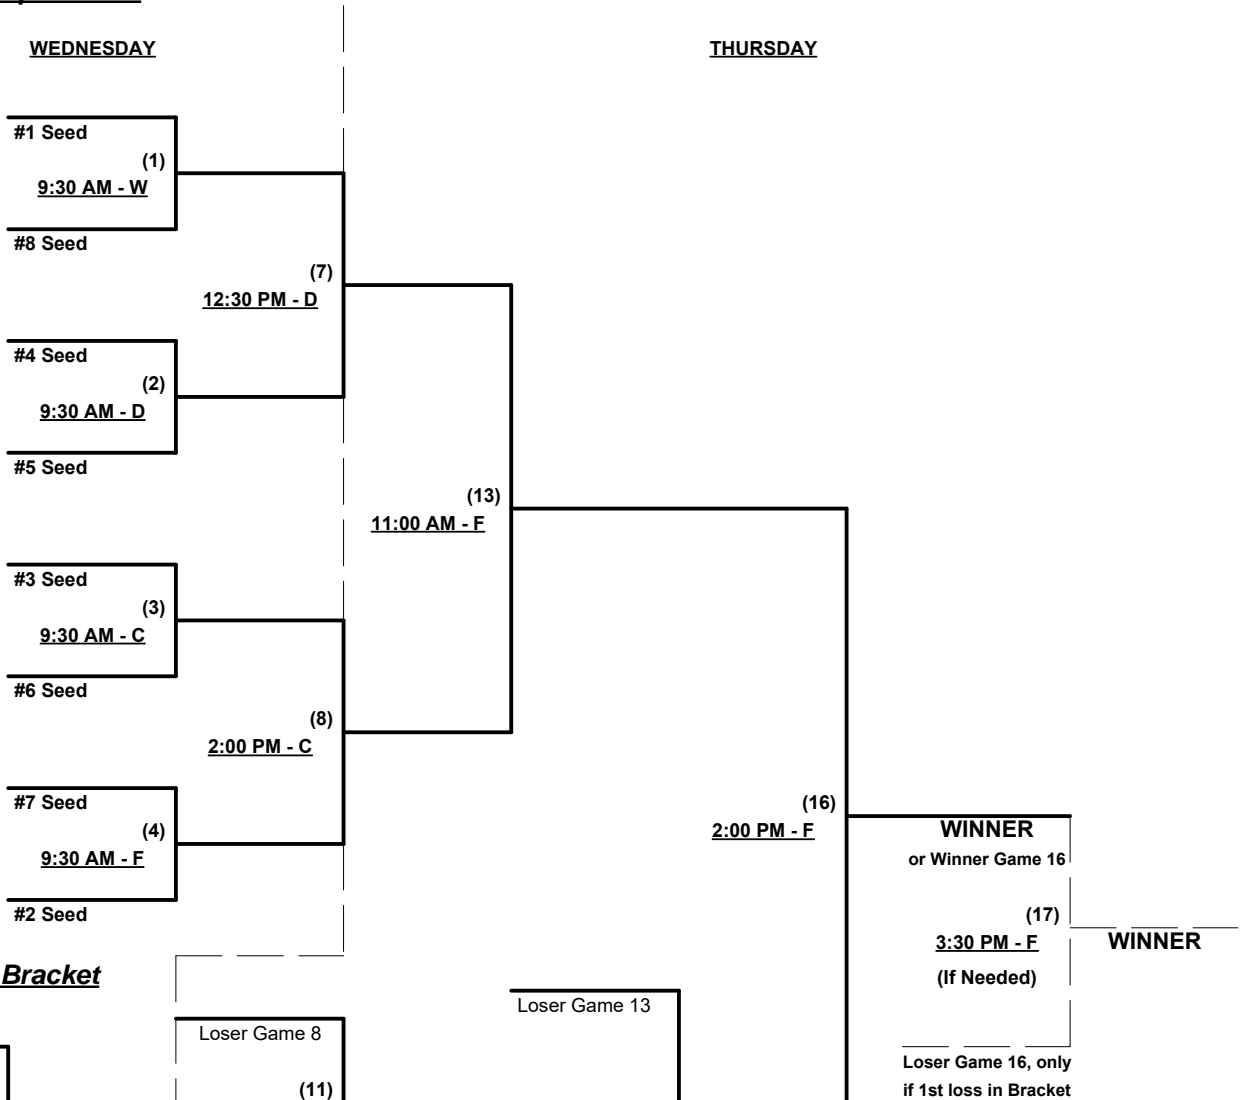 WEDNESDAY
THURSDAY
#1 Seed
(1)
9:30 AM - W
#8 Seed
(7)
12:30 PM - D
#4 Seed
(2)
9:30 AM - D
#5 Seed
(13)
11:00 AM - F
#3 Seed
(3)
9:30 AM - C
#6 Seed
(8)
2:00 PM - C
#7 Seed
(4)
9:30 AM - F
#2 Seed
(16)
2:00 PM - F
WINNER
or Winner Game 16
(17)
3:30 PM - F
(If Needed)
WINNER
Loser Game 16, only
if 1st loss in Bracket
Bracket
Loser Game 13
Loser Game 8
(11)